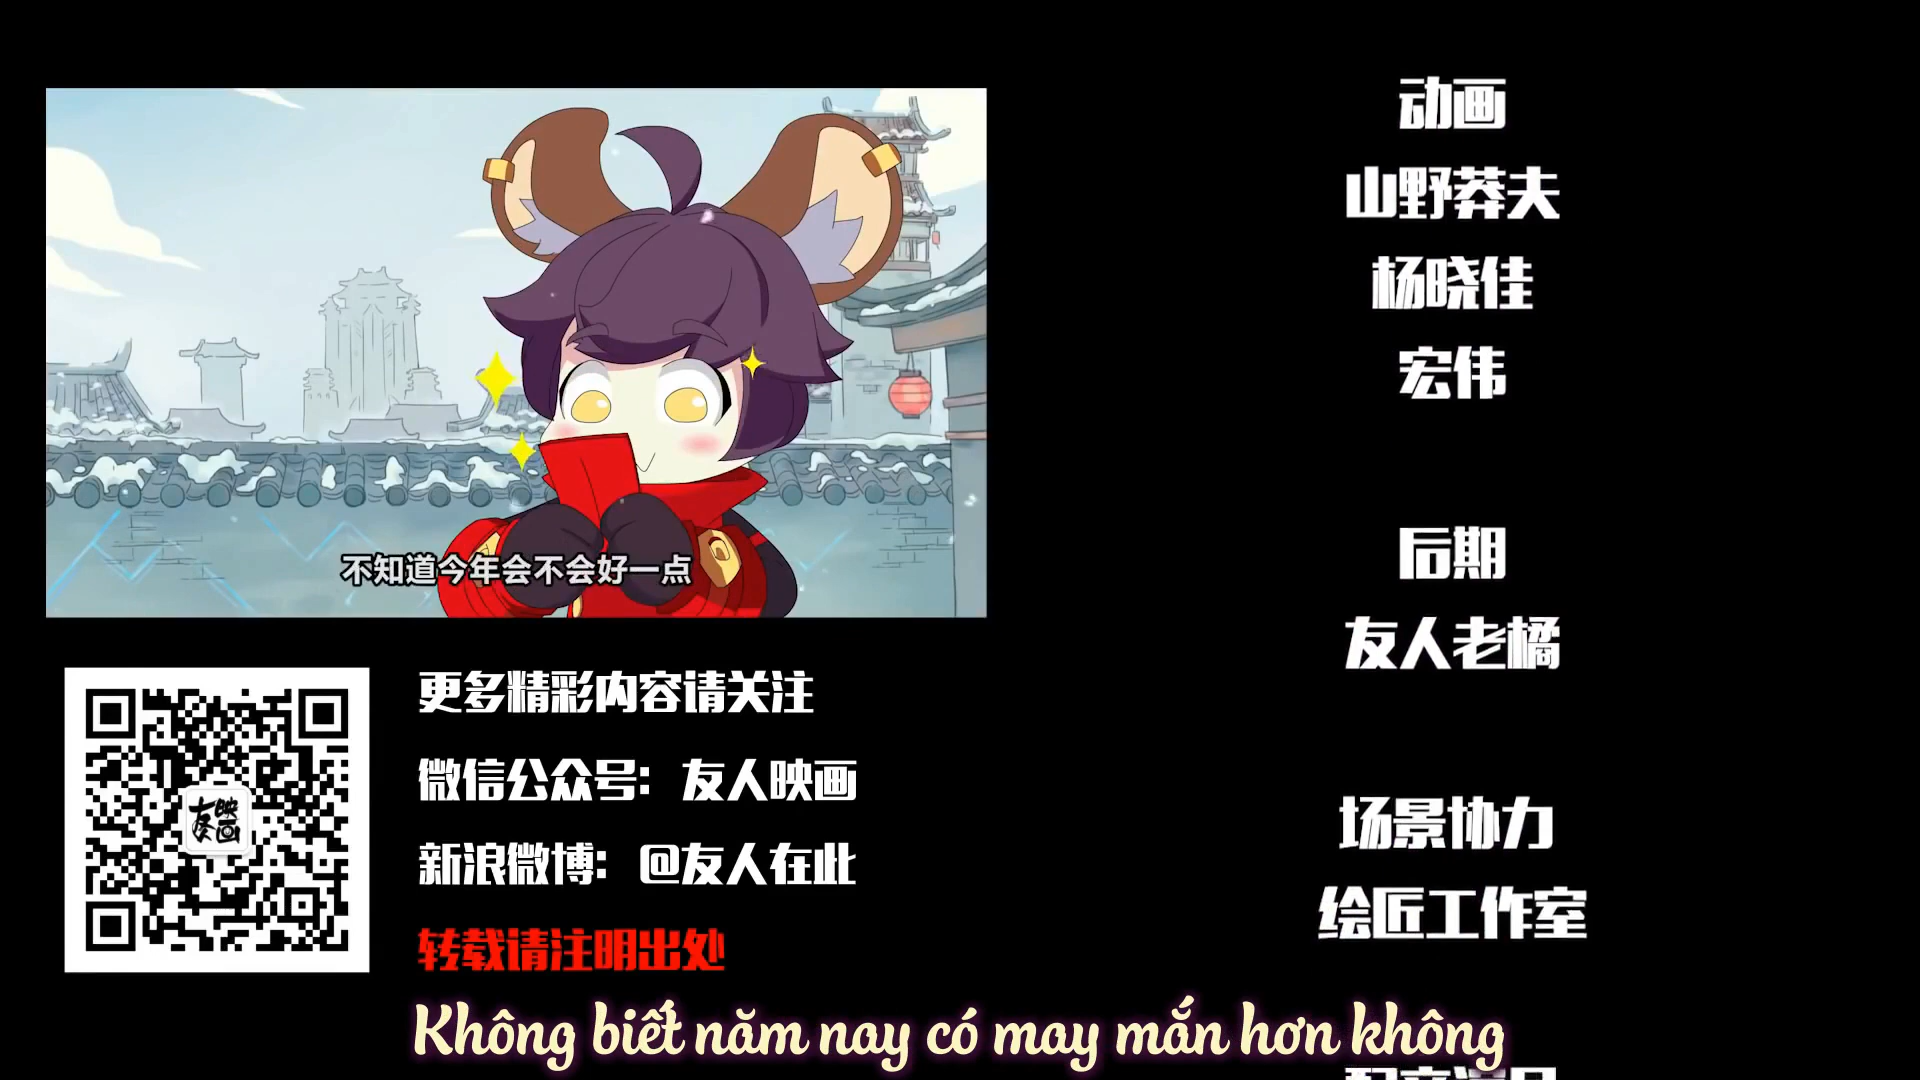 不知道今年会不会好一点
更多精彩内容请关注
微信公众号：友人映画
新浪微博：@友人在此
转载请注明出处
友映画
动画
山野莽夫
杨晓佳
宏伟
后期
友人老橘
场景协力
绘匠工作室
Không biết năm nay có may mắn hơn không